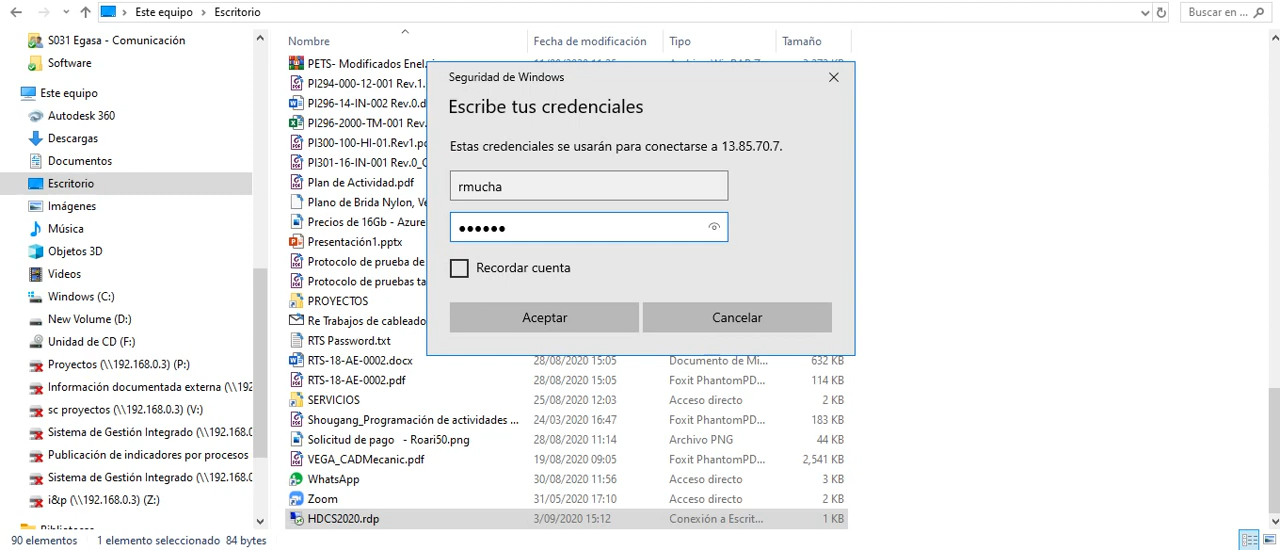 Este equipo > Escritorio
Buscar en ...
S031 Egasa - Comunicación
Software
Este equipo
Autodesk 360
Descargas
Documentos
Escritorio
Imágenes
Música
Objetos 3D
Videos
Windows (C:)
New Volume (D:)
Unidad de CD (F:)
Proyectos (\\192.168.0.3) (P:)
Información documentada externa (\\192
sc proyectos (\\192.168.0.3) (V:)
Sistema de Gestión Integrado (\\192.168.0
Publicación de indicadores por procesos
Sistema de Gestión Integrado (\\192.168.0
i&p (\\192.168.0.3) (Z:)
Bibliotecas
Nombre Fecha de modificación Tipo Tamaño
PETS- Modificados Enel
PI294-000-12-001 Rev.1.
PI296-14-IN-002 Rev.0.d
PI296-2000-TM-001 Rev.
PI300-100-HI-01.Rev1.p
PI301-16-IN-001 Rev.0_C
Plan de Actividad.pdf
Plano de Brida Nylon, Ve
Precios de 16Gb - Azure
Presentación1.pptx
Protocolo de prueba de
Protocolo de pruebas ta
PROYECTOS
Re Trabajos de cableado
RTS Password.txt
RTS-18-AE-0002.docx 28/08/2020 15:05 Documento de Mi... 632 KB
RTS-18-AE-0002.pdf 28/08/2020 15:05 Foxit PhantomPD... 114 KB
SERVICIOS 25/08/2020 12:03 Acceso directo 2 KB
Shougang_Programación de actividades ... 24/03/2020 16:47 Foxit PhantomPD... 183 KB
Solicitud de pago - Roari50.png 28/08/2020 11:14 Archivo PNG 44 KB
VEGA_CADMecanic.pdf 19/08/2020 09:05 Foxit PhantomPD... 2,541 KB
WhatsApp 30/08/2020 11:56 Acceso directo 3 KB
Zoom 31/05/2020 17:10 Acceso directo 2 KB
HDCS2020.rdp 3/09/2020 15:12 Conexión a Escrit... 1 KB
Seguridad de Windows
Escribe tus credenciales
Estas credenciales se usarán para conectarse a 13.85.70.7.
rmucha
••••••
Recordar cuenta
Aceptar Cancelar
90 elementos 1 elemento seleccionado 84 bytes